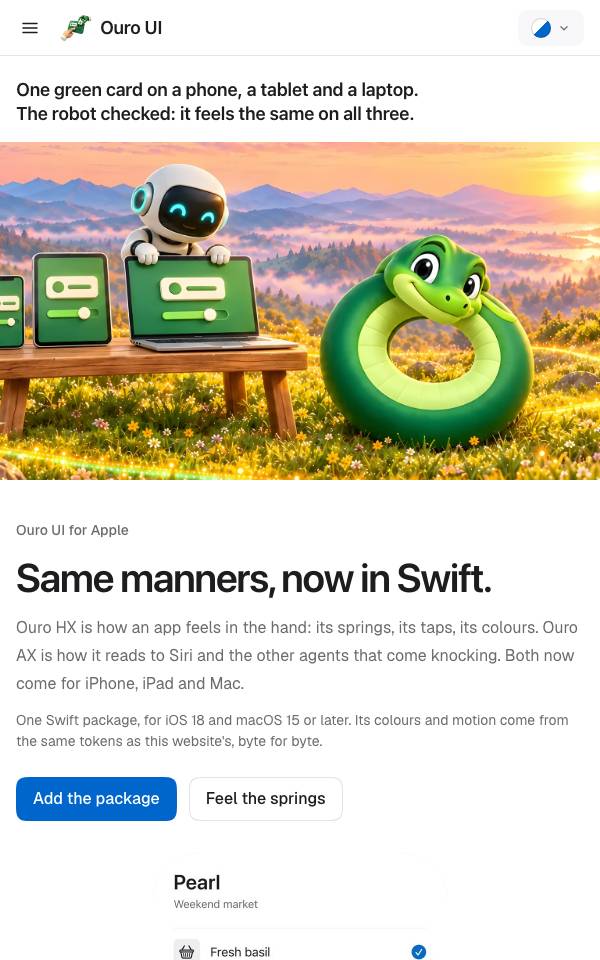 Ouro UI
One green card on a phone, a tablet and a laptop.
The robot checked: it feels the same on all three.
Ouro UI for Apple
Same manners, now in Swift.
Ouro HX is how an app feels in the hand: its springs, its taps, its colours. Ouro
AX is how it reads to Siri and the other agents that come knocking. Both now
come for iPhone, iPad and Mac.
One Swift package, for iOS 18 and macOS 15 or later. Its colours and motion come from
the same tokens as this website's, byte for byte.
Add the package
Feel the springs
Pearl
Weekend market
Fresh basil